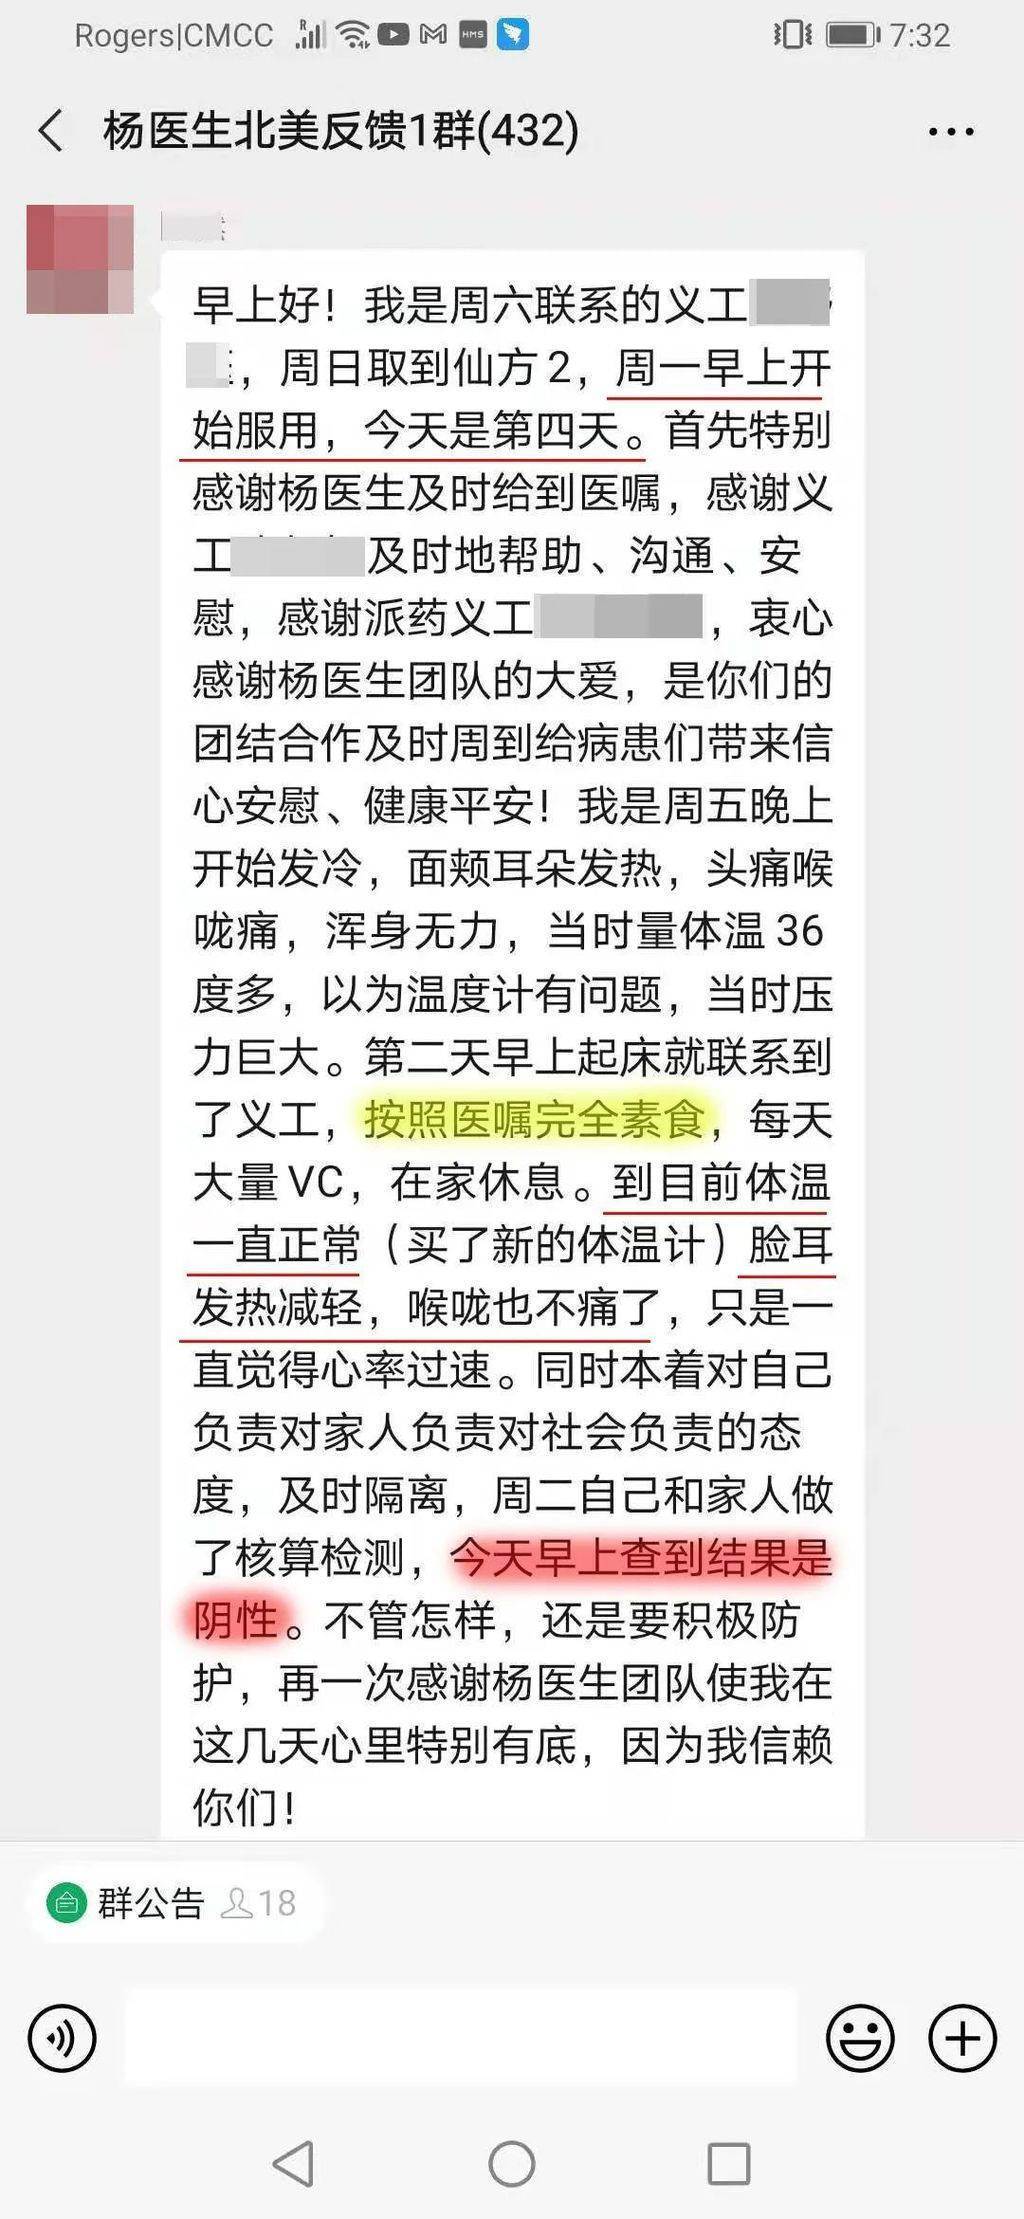 Rogers|CMCC R HMS 7:32
杨医生北美反馈1群(432)
早上好！我是周六联系的义工
，周日取到仙方2，周一早上开
始服用，今天是第四天。首先特别
感谢杨医生及时给到医嘱，感谢义
工 及时地帮助、沟通、安
慰，感谢派药义工 ，衷心
感谢杨医生团队的大爱，是你们的
团结合作及时周到给病患们带来信
心安慰、健康平安！我是周五晚上
开始发冷，面颊耳朵发热，头痛喉
咙痛，浑身无力，当时量体温 36
度多，以为温度计有问题，当时压
力巨大。第二天早上起床就联系到
了义工，按照医嘱完全素食，每天
大量 VC，在家休息。到目前体温
一直正常（买了新的体温计）脸耳
发热减轻，喉咙也不痛了，只是一
直觉得心率过速。同时本着对自己
负责对家人负责对社会负责的态
度，及时隔离，周二自己和家人做
了核算检测，今天早上查到结果是
阴性。不管怎样，还是要积极防
护，再一次感谢杨医生团队使我在
这几天心里特别有底，因为我信赖
你们！
群公告 18